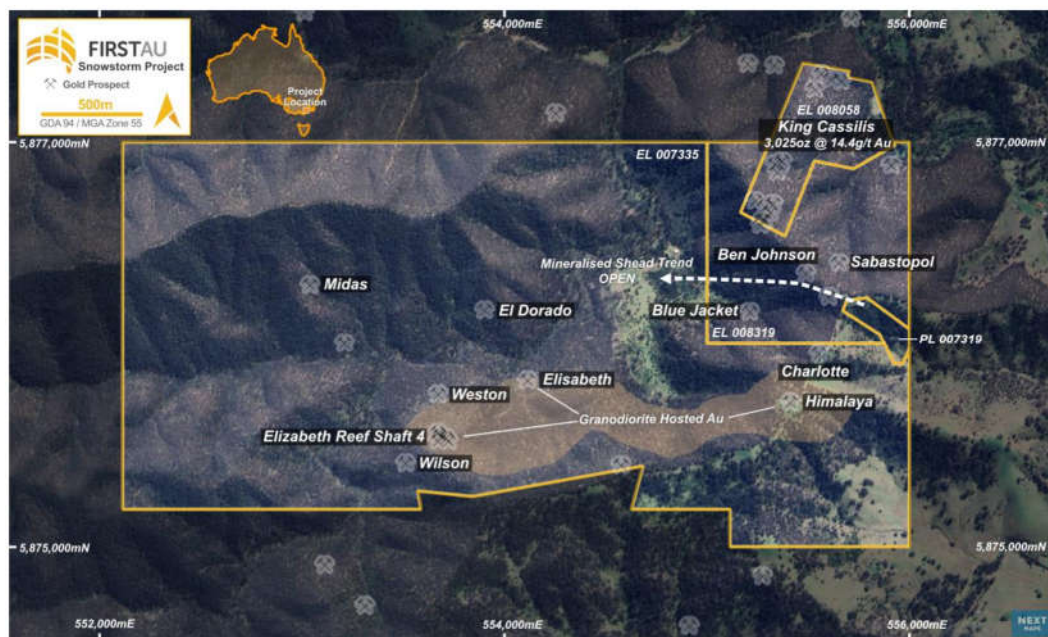 FIRSTAU
Snowstorm Project
Gold Prospect
500m
GDA'94 / MGA Zone 55
Project
Location
554,000mE
556,000mE
5,877,000mN
5,877,000mN
EL 008058
King Cassilis
3,025oz @ 14.4g/t Au
EL 007335
Ben Johnson
Sabastopol
Mineralised Shead Trend
OPEN
Midas
El Dorado
Blue Jacket
EL 008319
PL 007319
Charlotte
Elisabeth
Weston
Himalaya
Granodiorite Hosted Au
Elizabeth Reef Shaft 4
Wilson
5,875,000mN
5,875,000mN
552,000mE
554,000mE
556,000mE
NEXT
MAPS